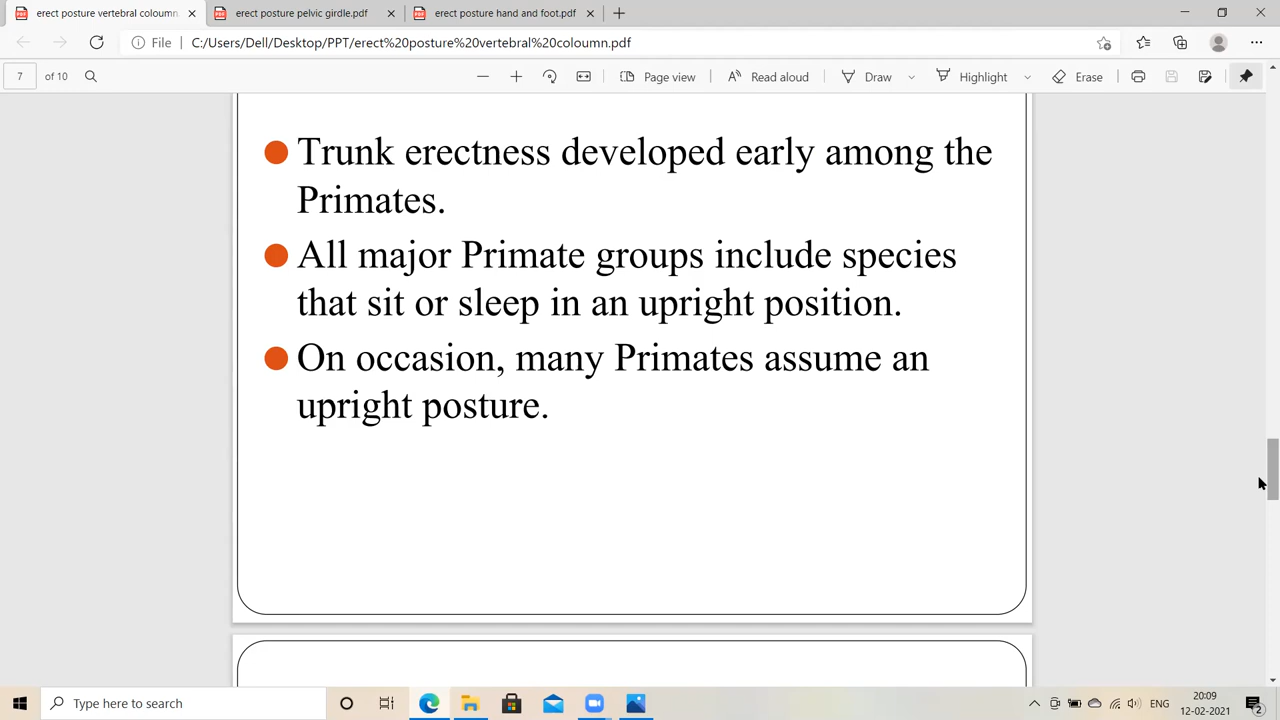 erect posture vertebral coloumn
erect posture pelvic girdle.pdf
erect posture hand and foot.pdf
File
C:/Users/Dell/Desktop/PPT/erect%20posture%20vertebral%20coloumn.pdf
7 of 10
Page view
Read aloud
Draw
Highlight
Erase
Trunk erectness developed early among the
Primates.
All major Primate groups include species
that sit or sleep in an upright position.
On occasion, many Primates assume an
upright posture.
Type here to search
ENG
20:09
12-02-2021
2